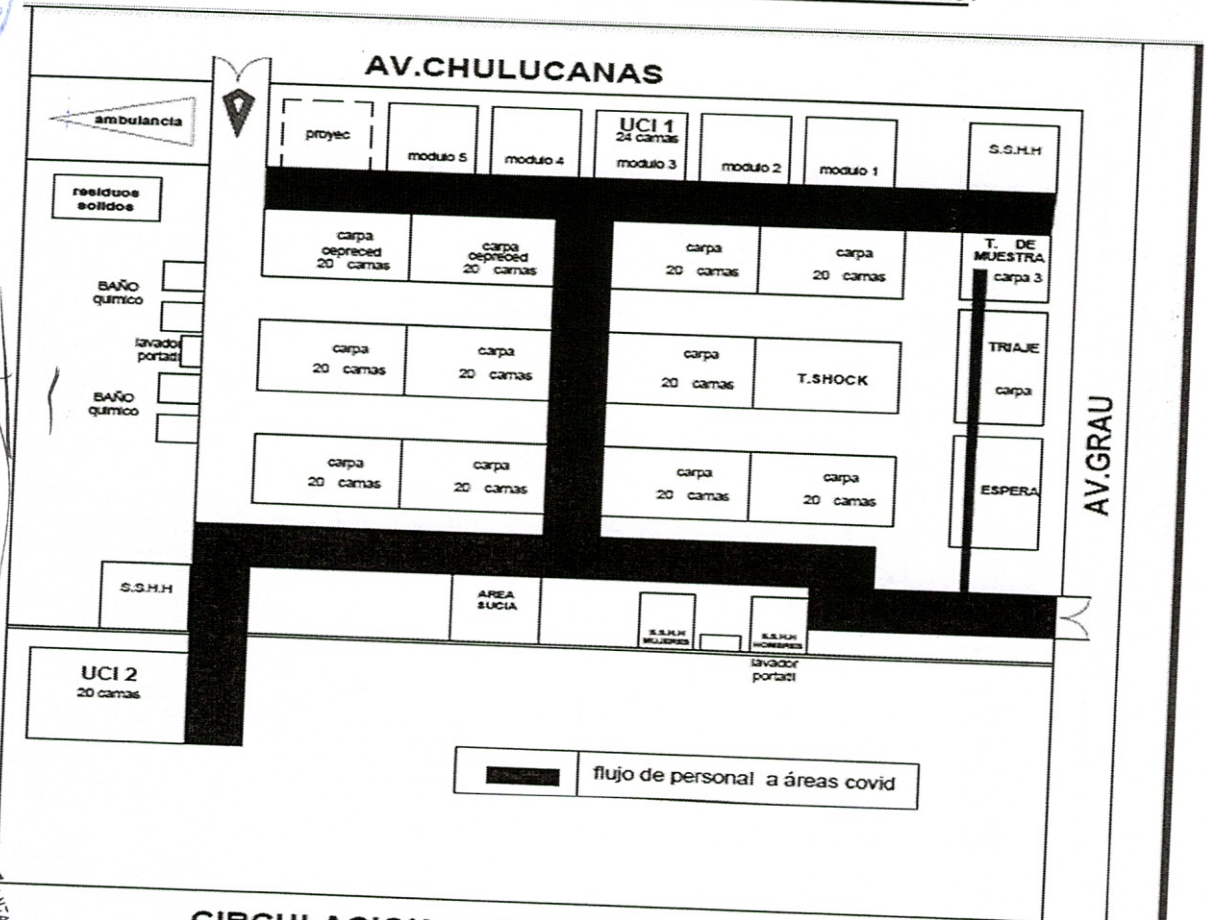 AV.CHULUCANAS
ambulancia
proyec
modulo 5
modulo 4
UCI 1
24 camas
modulo 3
modulo 2
modulo 1
S.S.H.H
residuos
solidos
carpa
cepreced
20 camas
carpa
cepreced
20 camas
carpa
20 camas
carpa
20 camas
T. DE
MUESTRA
carpa 3
BAÑO
quimico
lavador
portatil
BAÑO
quimico
carpa
20 camas
carpa
20 camas
carpa
20 camas
T.SHOCK
TRIAJE
carpa
AV.GRAU
carpa
20 camas
carpa
20 camas
carpa
20 camas
carpa
20 camas
ESPERA
S.S.H.H
AREA
SUCIA
S.S.H.H
MUJERES
S.S.H.H
HOMBRES
lavador
portatil
UCI 2
20 camas
flujo de personal a áreas covid
CIRCULACION